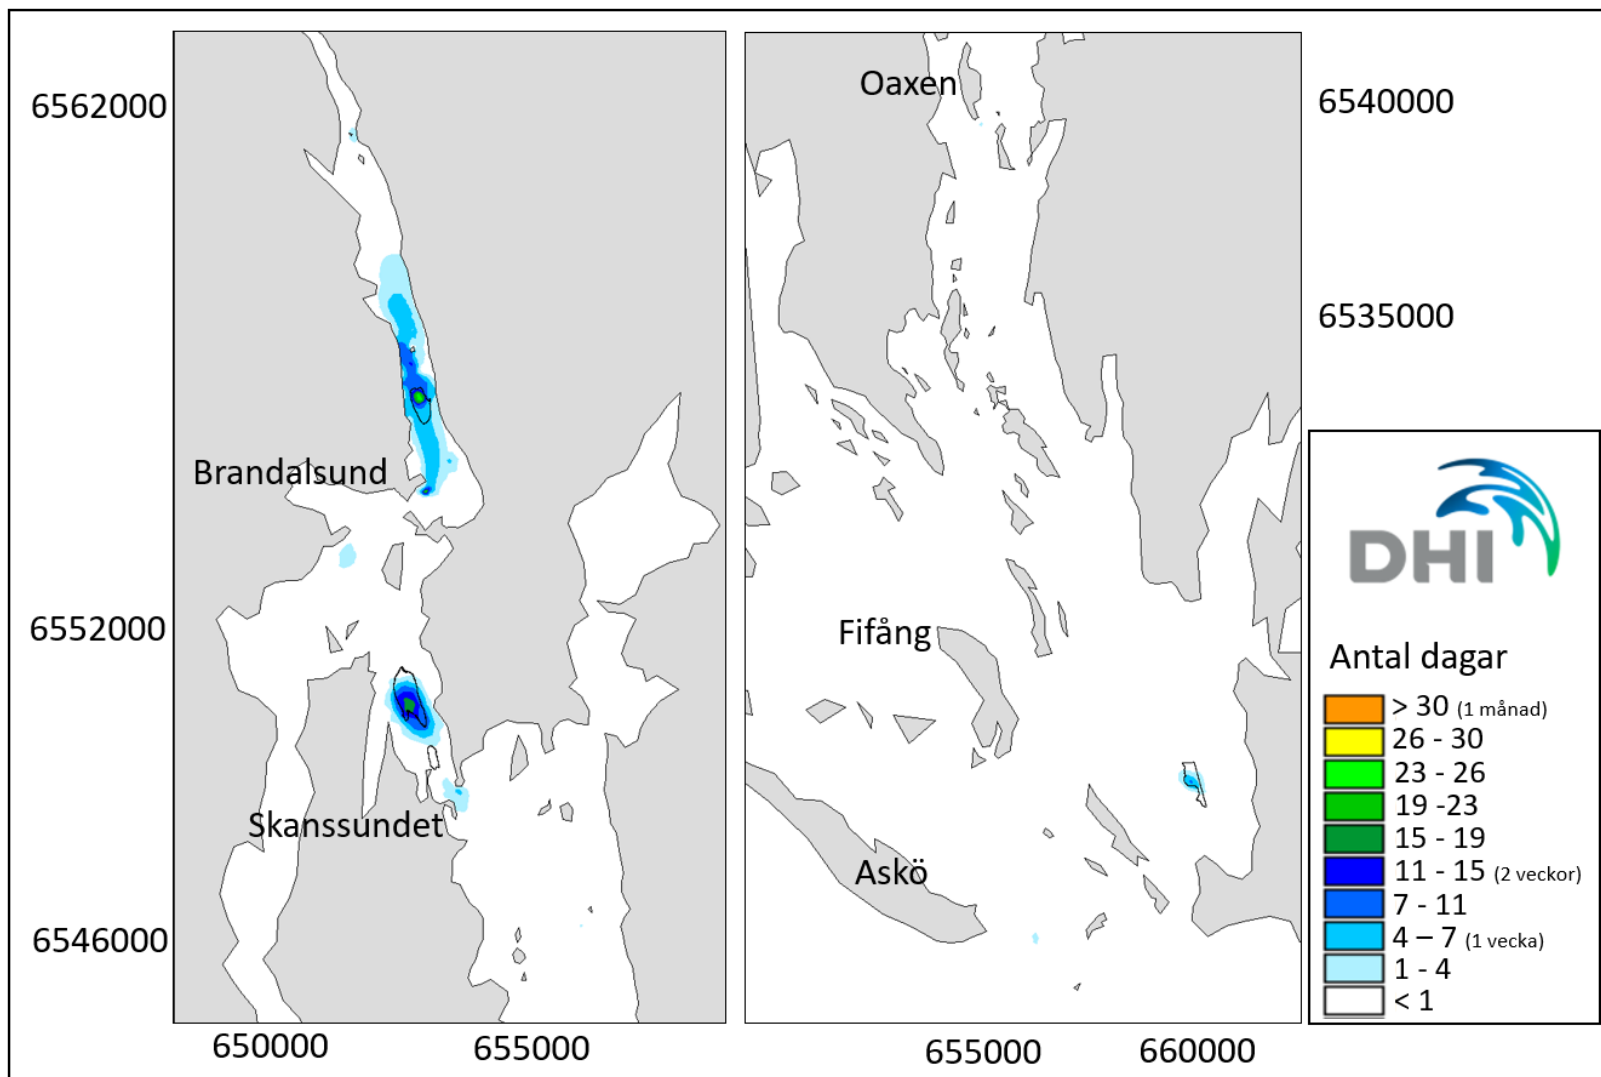 6562000
6552000
6546000
650000
655000
Brandalsund
Skanssundet
Oaxen
Fifång
Askö
655000
660000
6540000
6535000
DHI
Antal dagar
> 30 (1 månad)
26 - 30
23 - 26
19 -23
15 - 19
11 - 15 (2 veckor)
7 - 11
4 – 7 (1 vecka)
1 - 4
< 1